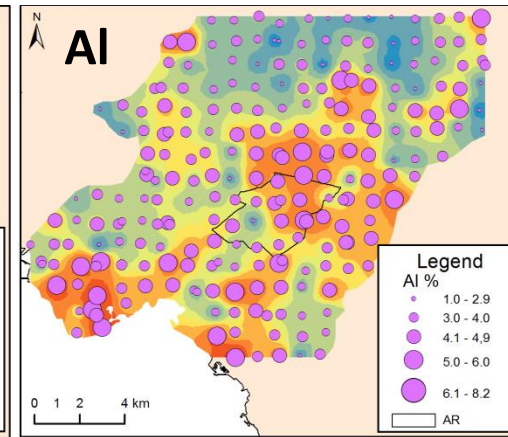 N
Al
Legend
Al %
1.0 - 2.9
3.0 - 4.0
4.1 - 4,9
5.0 - 6.0
6.1 - 8.2
AR
0 1 2 4 km